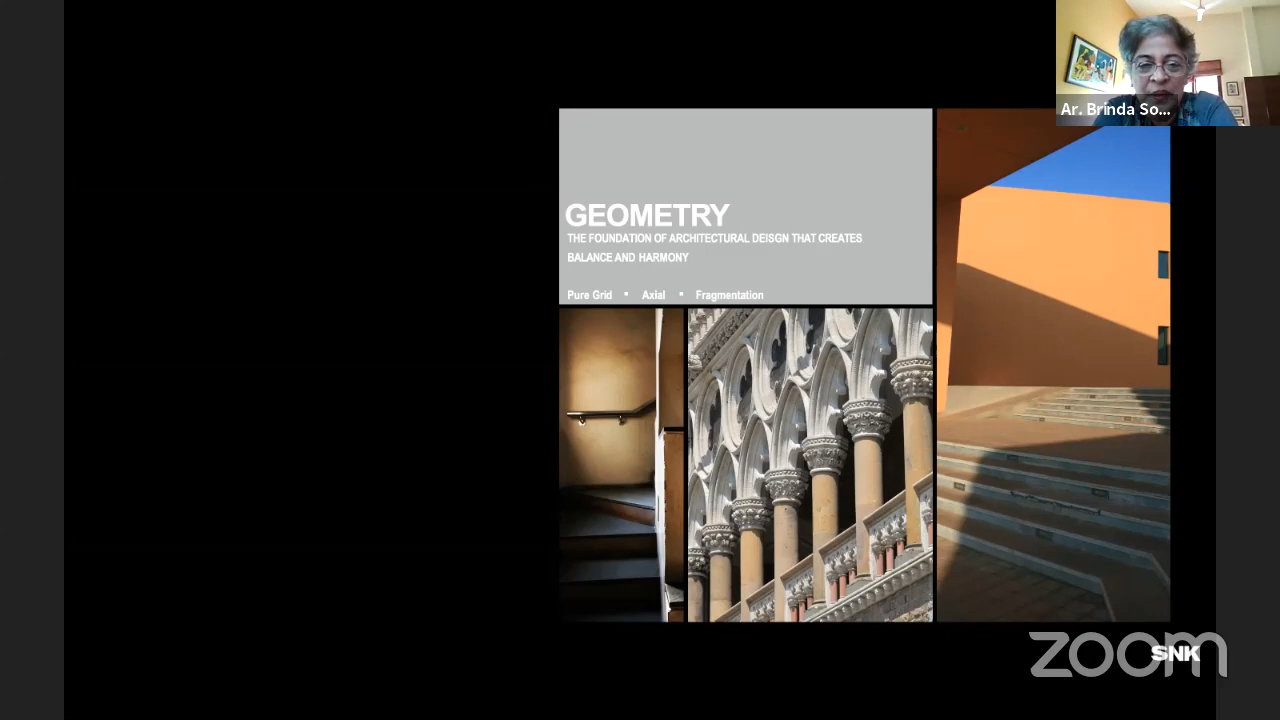 Ar. Brinda So...
GEOMETRY
THE FOUNDATION OF ARCHITECTURAL DEISGN THAT CREATES
BALANCE AND HARMONY
Pure Grid ▪ Axial ▪ Fragmentation
zoom
SNK